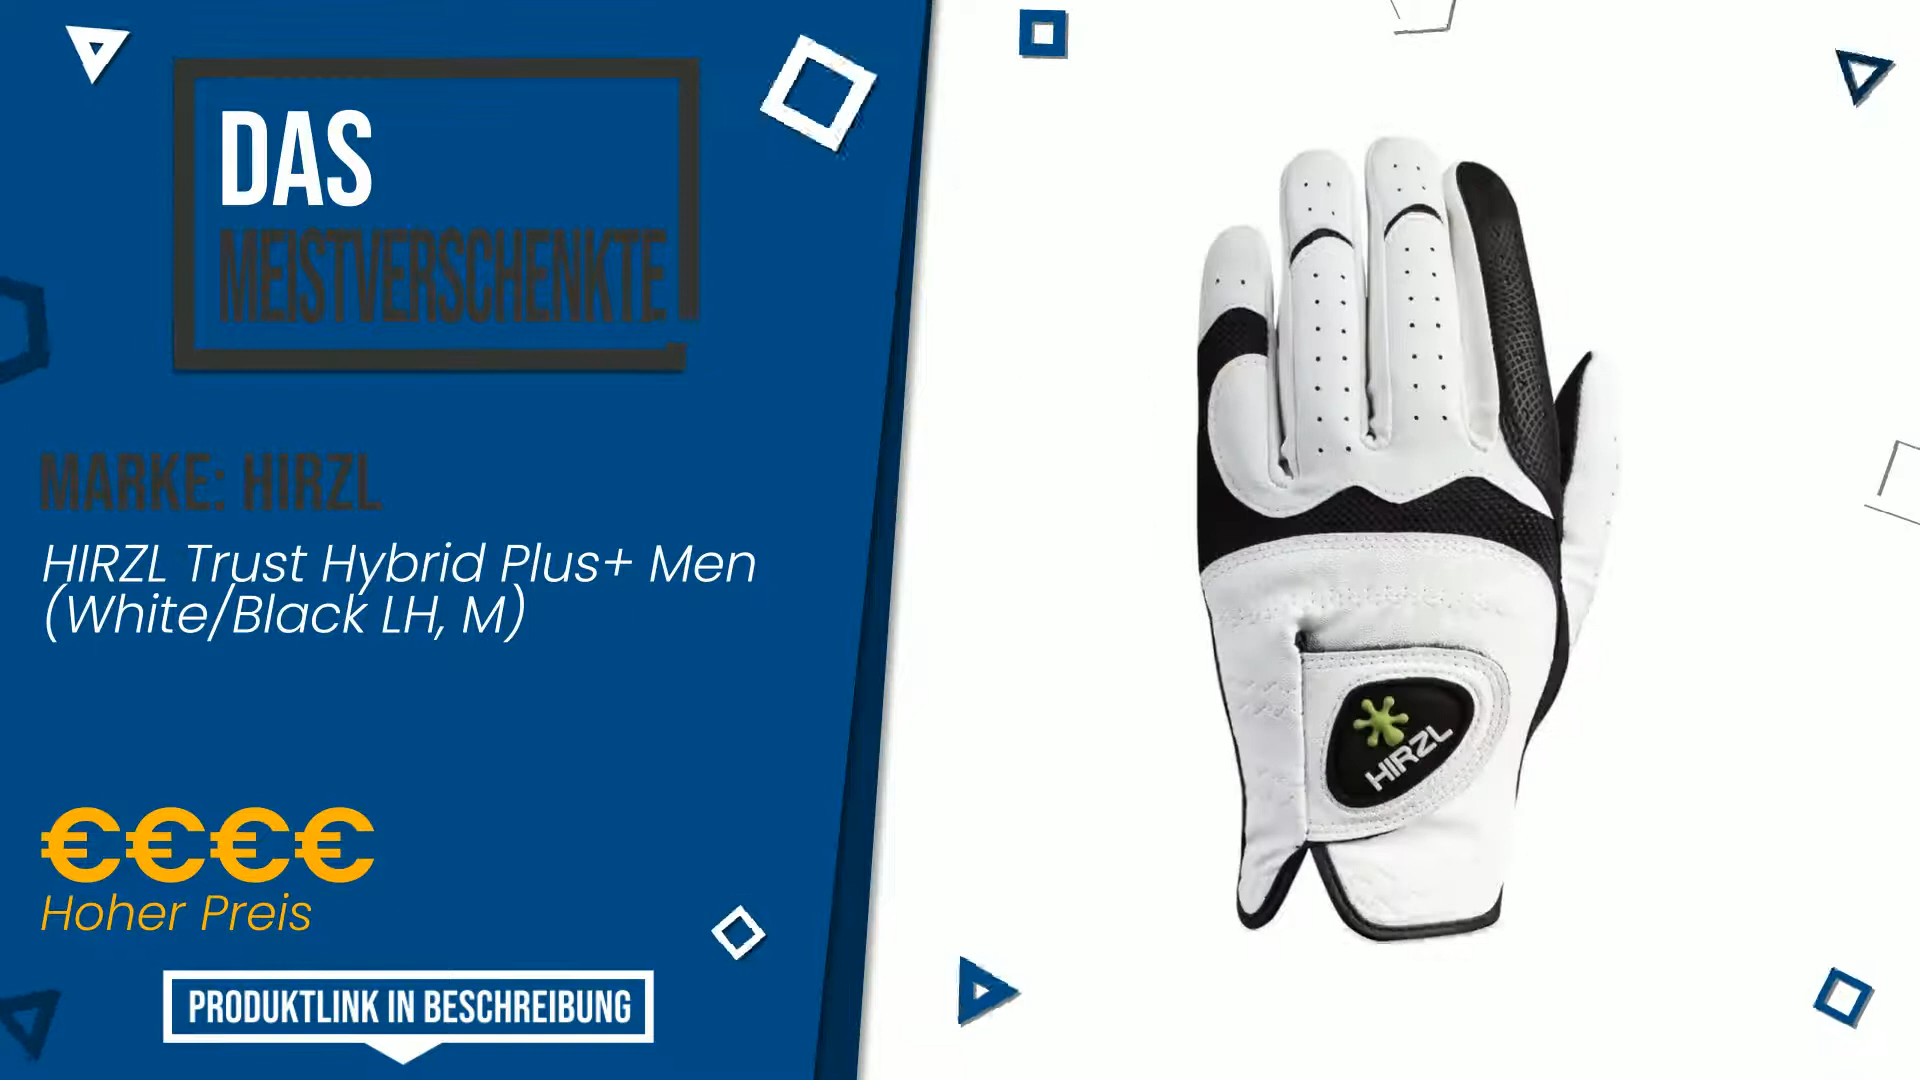 DAS
MEISTVERSCHENKTE
MARKE: HIRZL
HIRZL Trust Hybrid Plus+ Men
(White/Black LH, M)
€€€€
Hoher Preis
PRODUKTLINK IN BESCHREIBUNG
HIRZL